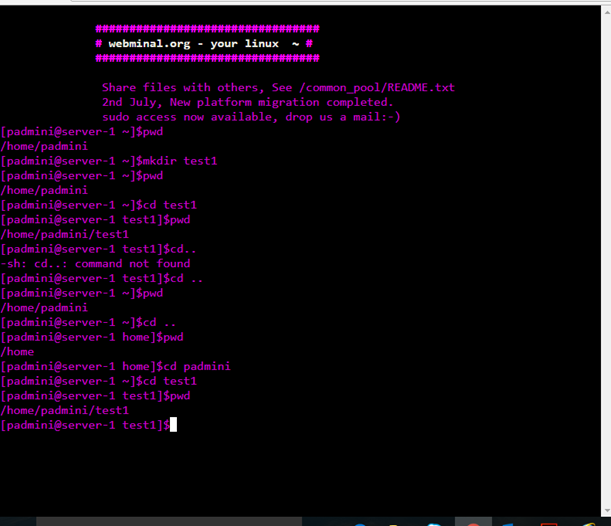 #################################
# webminal.org - your linux  ~ #
#################################
Share files with others, See /common_pool/README.txt
2nd July, New platform migration completed.
sudo access now available, drop us a mail:-)
[padmini@server-1 ~]$pwd
/home/padmini
[padmini@server-1 ~]$mkdir test1
[padmini@server-1 ~]$pwd
/home/padmini
[padmini@server-1 ~]$cd test1
[padmini@server-1 test1]$pwd
/home/padmini/test1
[padmini@server-1 test1]$cd..
-sh: cd..: command not found
[padmini@server-1 test1]$cd ..
[padmini@server-1 ~]$pwd
/home/padmini
[padmini@server-1 ~]$cd ..
[padmini@server-1 home]$pwd
/home
[padmini@server-1 home]$cd padmini
[padmini@server-1 ~]$cd test1
[padmini@server-1 test1]$pwd
/home/padmini/test1
[padmini@server-1 test1]$